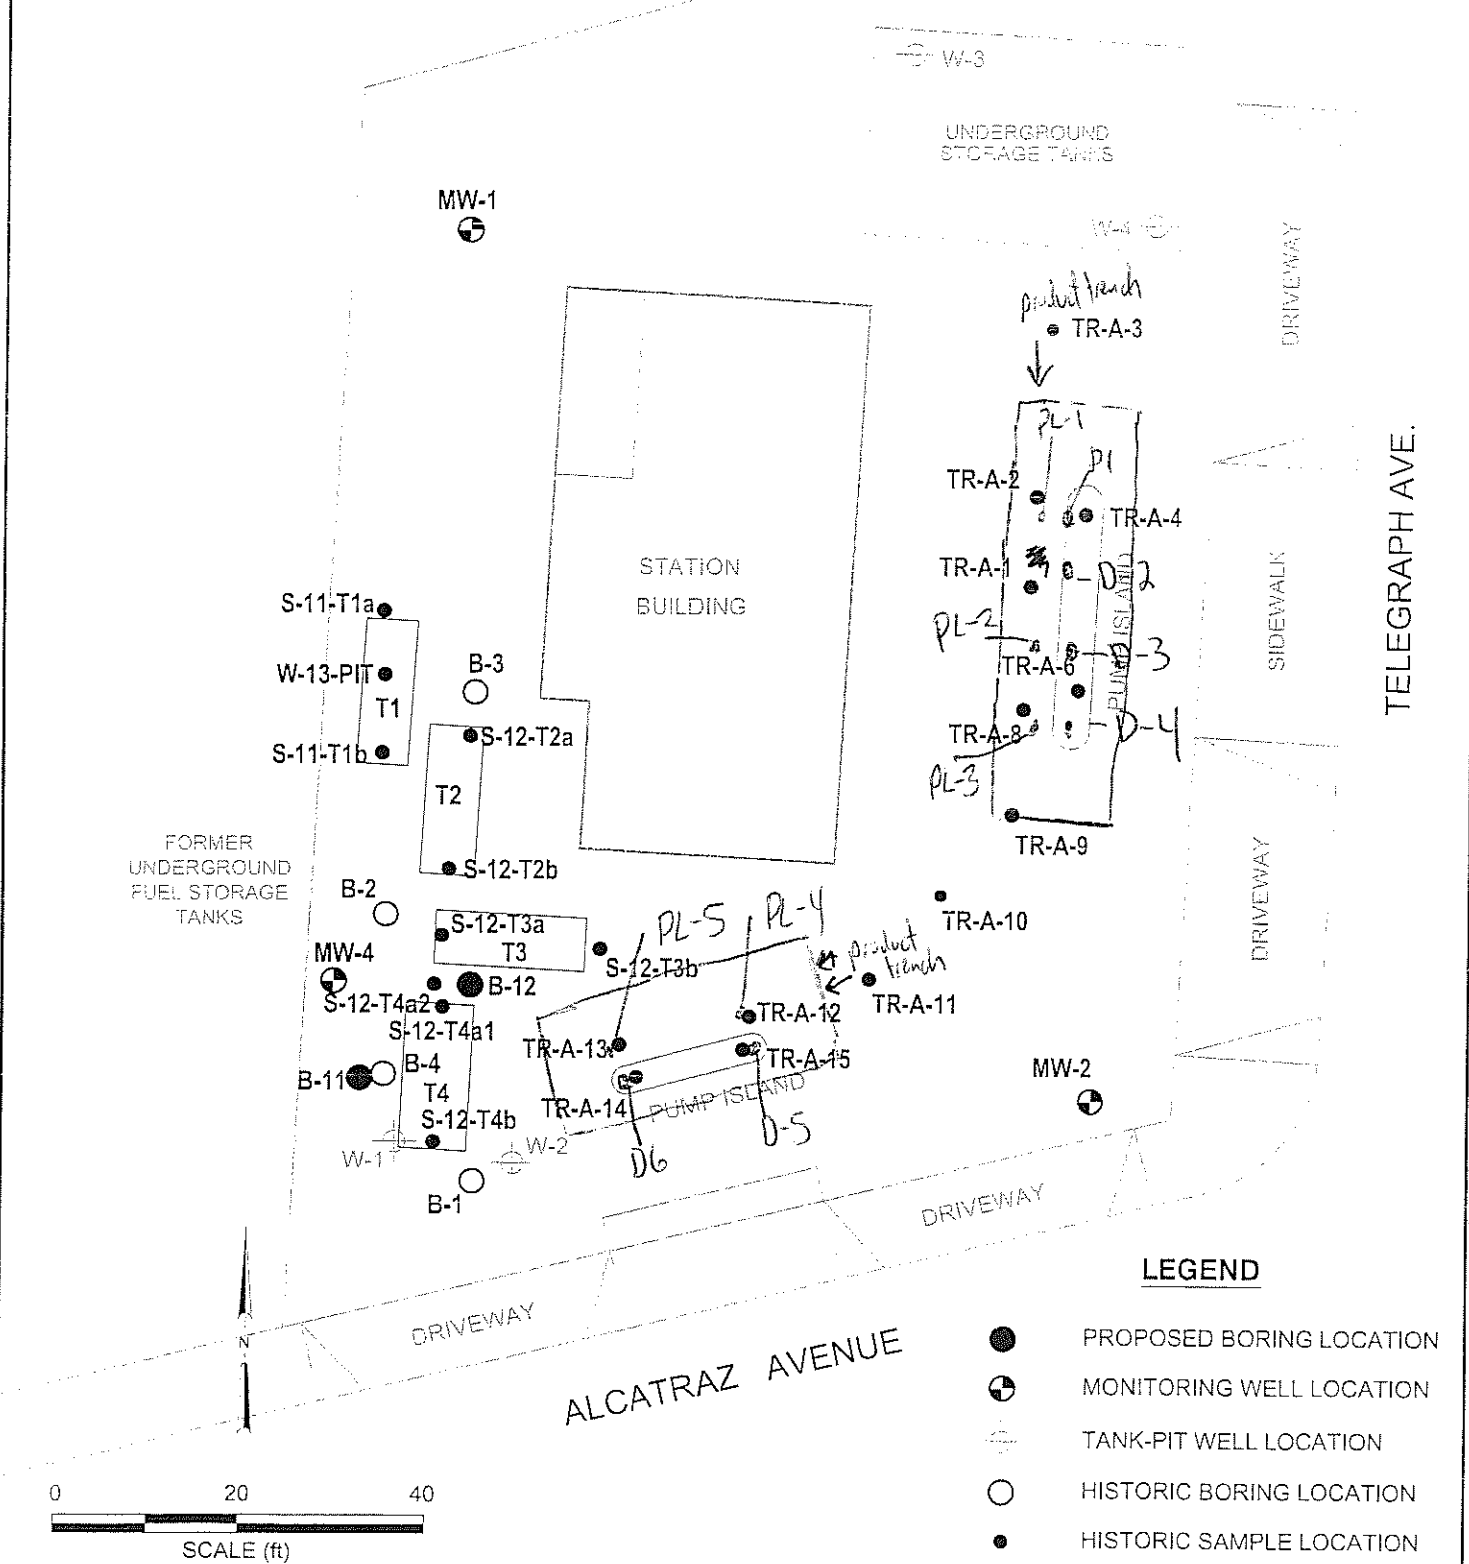 W-3
UNDERGROUND
STORAGE TANKS
MW-1
W-4
DRIVEWAY
product trench
TR-A-3
PL-1
P1
TR-A-2
TR-A-4
TELEGRAPH AVE.
STATION
BUILDING
TR-A-1
D-2
PUMP ISLAND
SIDEWALK
S-11-T1a
PL-2
D-3
B-3
TR-A-6
W-13-PIT
T1
S-12-T2a
TR-A-8
D-4
S-11-T1b
PL-3
T2
FORMER
UNDERGROUND
FUEL STORAGE
TANKS
TR-A-9
DRIVEWAY
S-12-T2b
B-2
PL-5
PL-4
TR-A-10
S-12-T3a
T3
product
trench
MW-4
S-12-T3b
B-12
TR-A-11
S-12-T4a2
TR-A-12
S-12-T4a1
TR-A-13
TR-A-15
B-11
B-4
T4
MW-2
TR-A-14
PUMP ISLAND
S-12-T4b
D-5
W-1
W-2
D6
B-1
DRIVEWAY
LEGEND
DRIVEWAY
N
ALCATRAZ AVENUE
PROPOSED BORING LOCATION
MONITORING WELL LOCATION
TANK-PIT WELL LOCATION
HISTORIC BORING LOCATION
HISTORIC SAMPLE LOCATION
0 20 40
SCALE (ft)